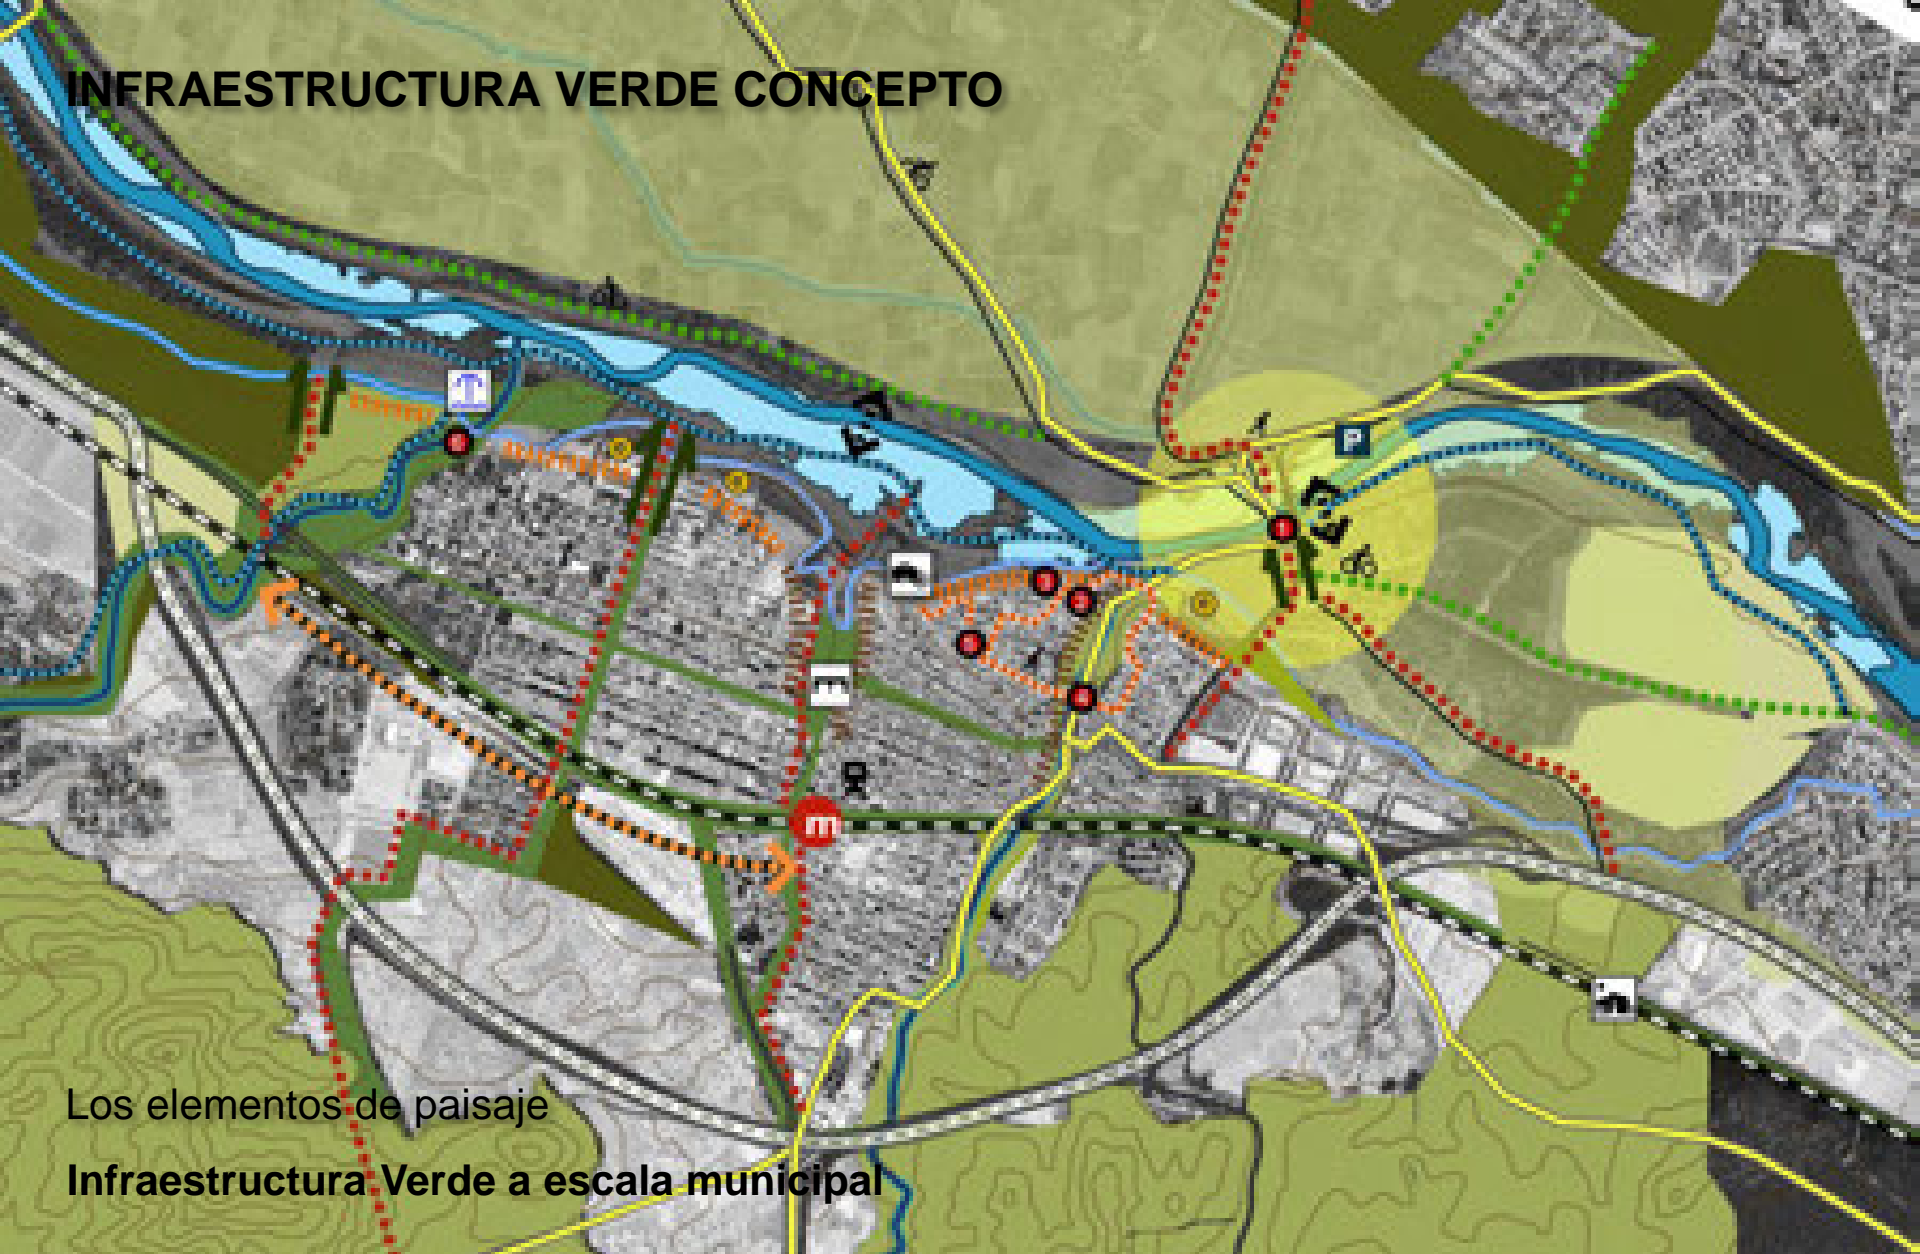 INFRAESTRUCTURA VERDE CONCEPTO
P
Los elementos de paisaje
Infraestructura Verde a escala municipal